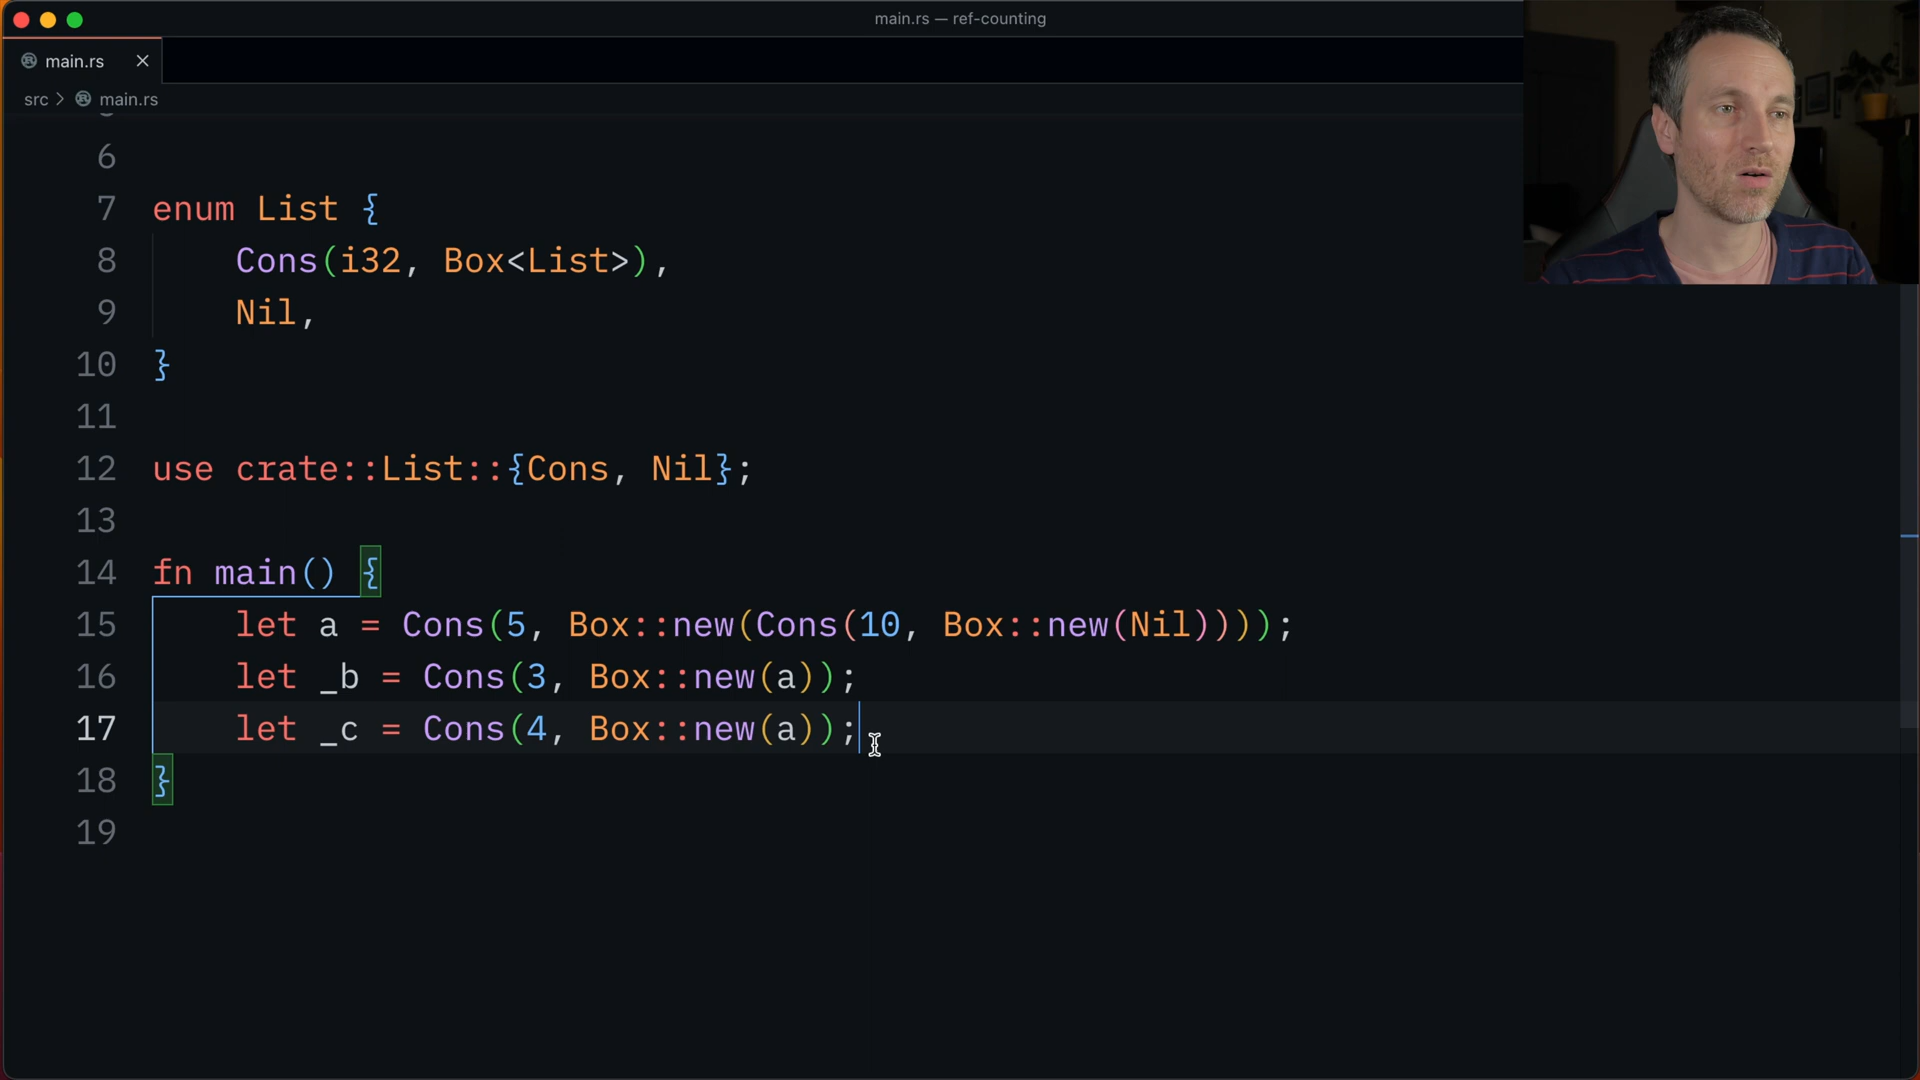 main.rs — ref-counting
main.rs
src > main.rs
6
7 enum List {
8 Cons(i32, Box<List>),
9 Nil,
10 }
11
12 use crate::List::{Cons, Nil};
13
14 fn main() {
15 let a = Cons(5, Box::new(Cons(10, Box::new(Nil))));
16 let _b = Cons(3, Box::new(a));
17 let _c = Cons(4, Box::new(a));
18 }
19